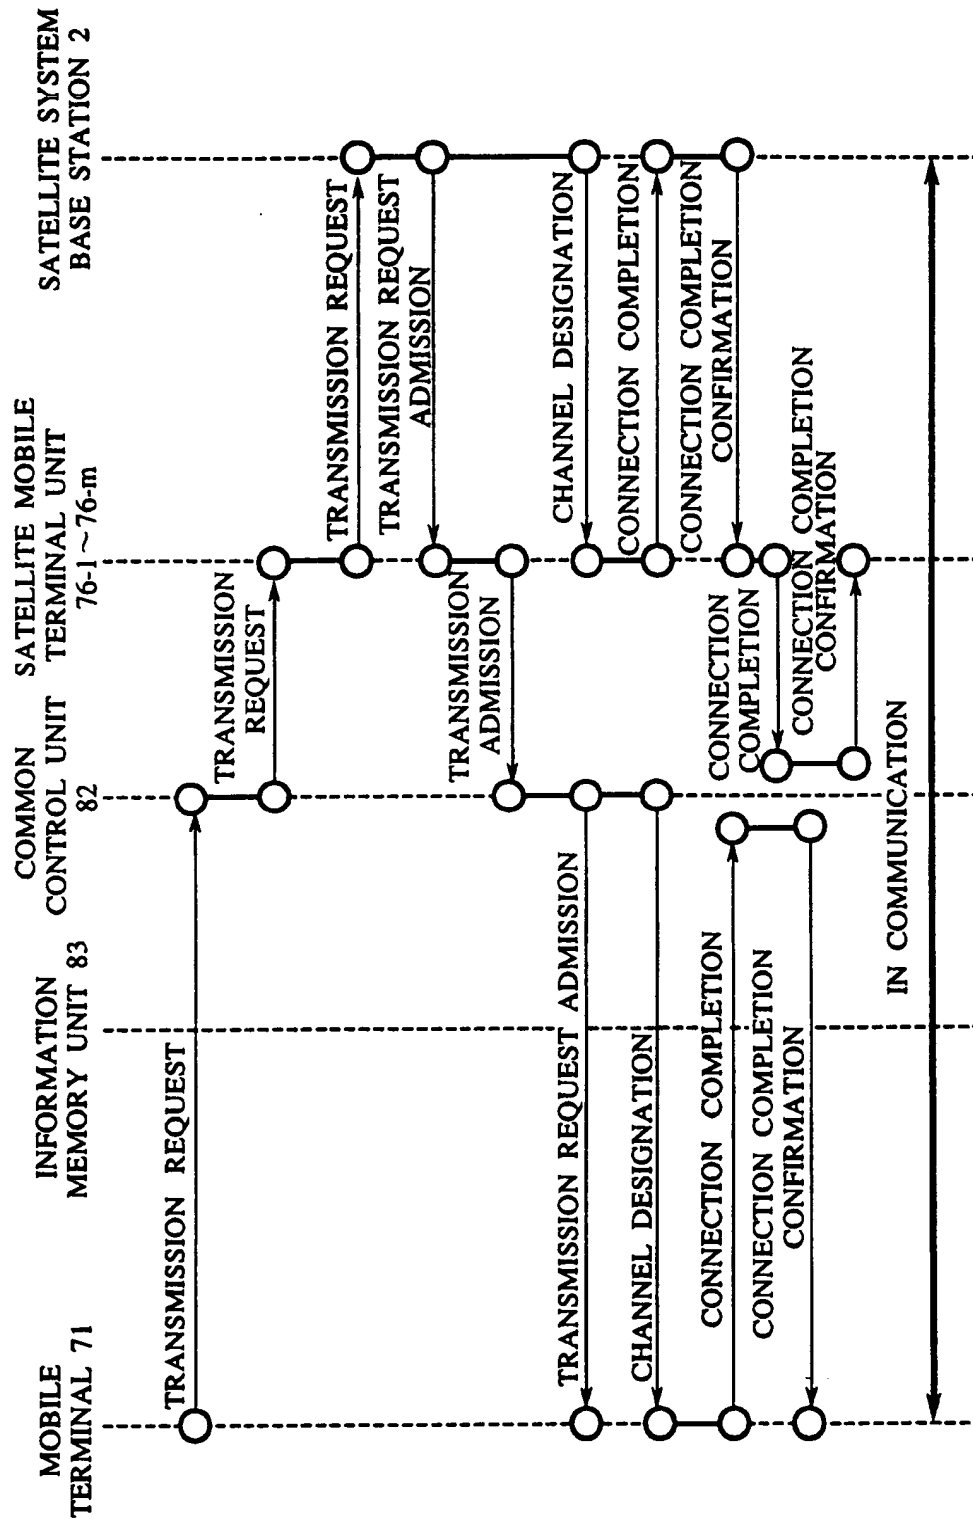 MOBILE
TERMINAL 71
INFORMATION
MEMORY UNIT 83
COMMON
CONTROL UNIT
82
SATELLITE MOBILE
TERMINAL UNIT
76-1 ~ 76-m
SATELLITE SYSTEM
BASE STATION 2
TRANSMISSION REQUEST
TRANSMISSION
REQUEST
TRANSMISSION REQUEST
TRANSMISSION REQUEST
ADMISSION
TRANSMISSION
ADMISSION
TRANSMISSION REQUEST ADMISSION
CHANNEL DESIGNATION
CHANNEL DESIGNATION
CONNECTION COMPLETION
CONNECTION COMPLETION
CONNECTION COMPLETION
CONFIRMATION
CONNECTION
COMPLETION
CONNECTION COMPLETION
CONFIRMATION
CONNECTION COMPLETION
CONFIRMATION
IN COMMUNICATION